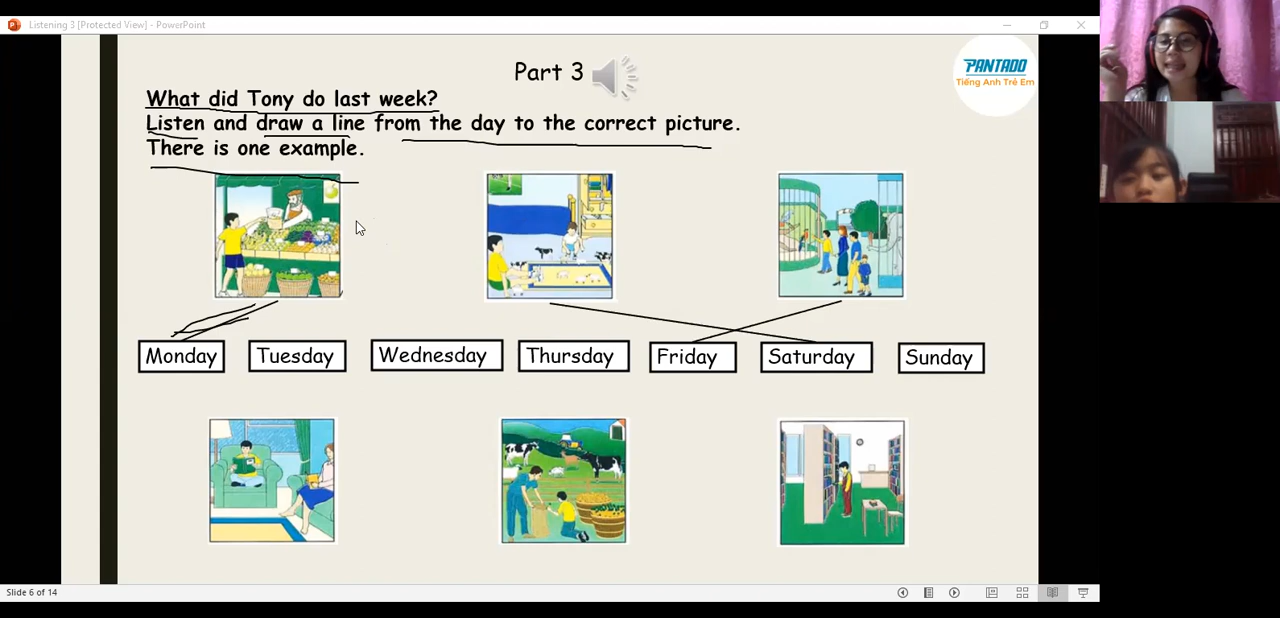 Listening 3 [Protected View] - PowerPoint
Part 3
PANTADO
Tiếng Anh Trẻ Em
What did Tony do last week?
Listen and draw a line from the day to the correct picture.
There is one example.
Monday
Tuesday
Wednesday
Thursday
Friday
Saturday
Sunday
Slide 6 of 14